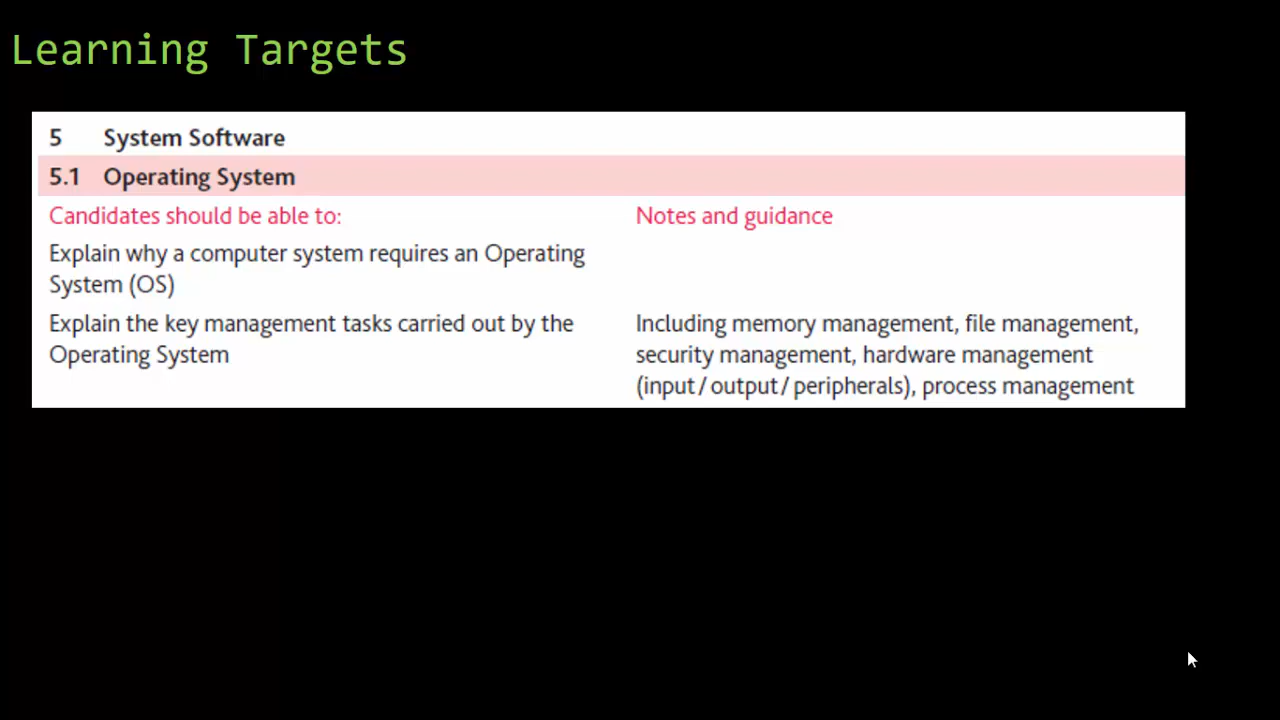 Learning Targets
5 System Software
5.1 Operating System
Candidates should be able to: Notes and guidance
Explain why a computer system requires an Operating
System (OS)
Explain the key management tasks carried out by the
Operating System
Including memory management, file management,
security management, hardware management
(input/output/peripherals), process management